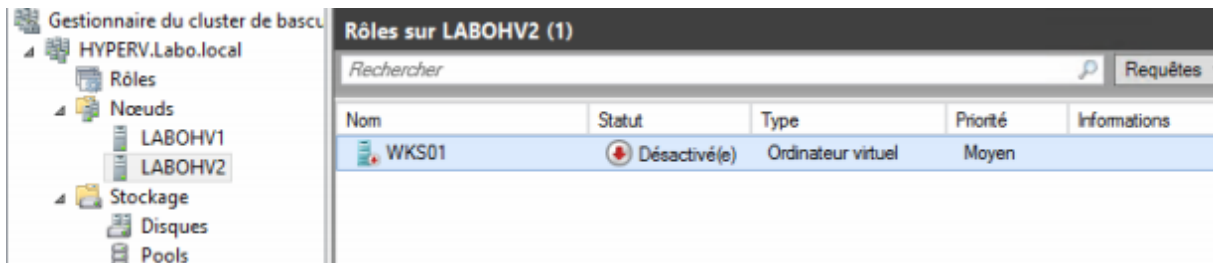 Gestionnaire du cluster de bascu
HYPERV.Labo.local
Rôles
Nœuds
LABOHV1
LABOHV2
Stockage
Disques
Pools
Rôles sur LABOHV2 (1)
Rechercher Requêtes
Nom Statut Type Priorité Informations
WKS01 Désactivé(e) Ordinateur virtuel Moyen